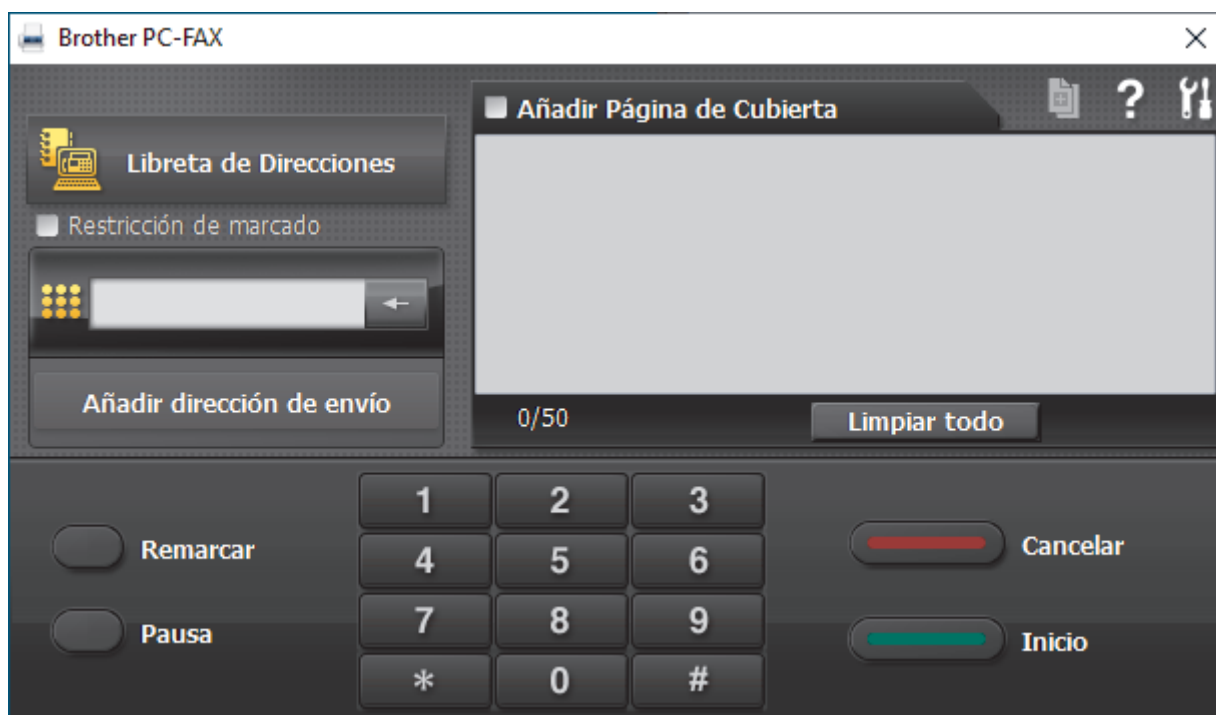 Brother PC-FAX
Añadir Página de Cubierta
?
Libreta de Direcciones
Restricción de marcado
Añadir dirección de envío
0/50
Limpiar todo
1 2 3
Remarcar
4 5 6
Cancelar
Pausa
7 8 9
Inicio
* 0 #